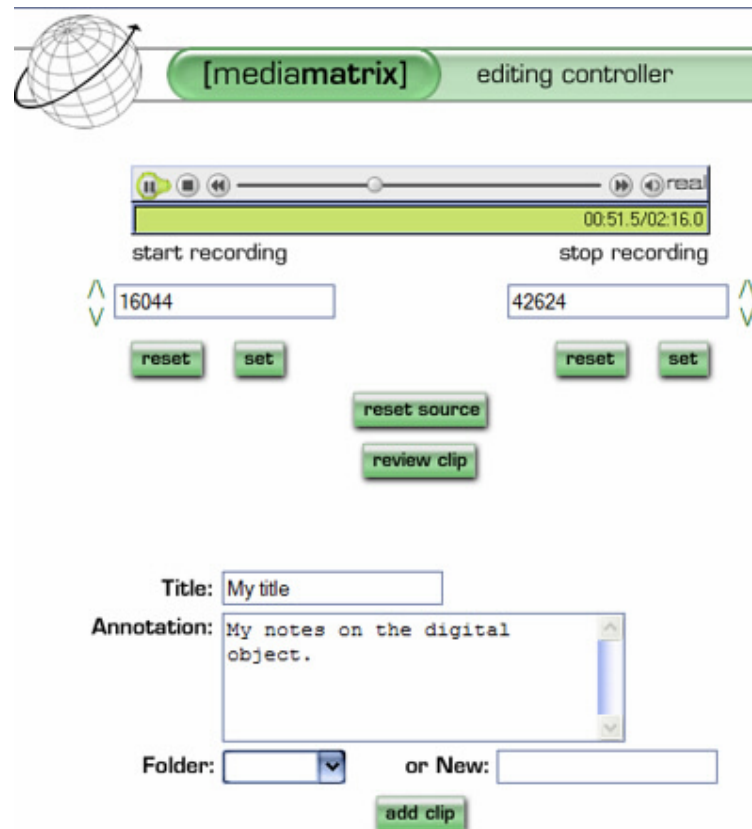 [mediamatrix] editing controller
real
00:51.5/02:16.0
start recording stop recording
16044 42624
reset set reset set
reset source
review clip
Title: My title
Annotation: My notes on the digital
object.
Folder: or New:
add clip